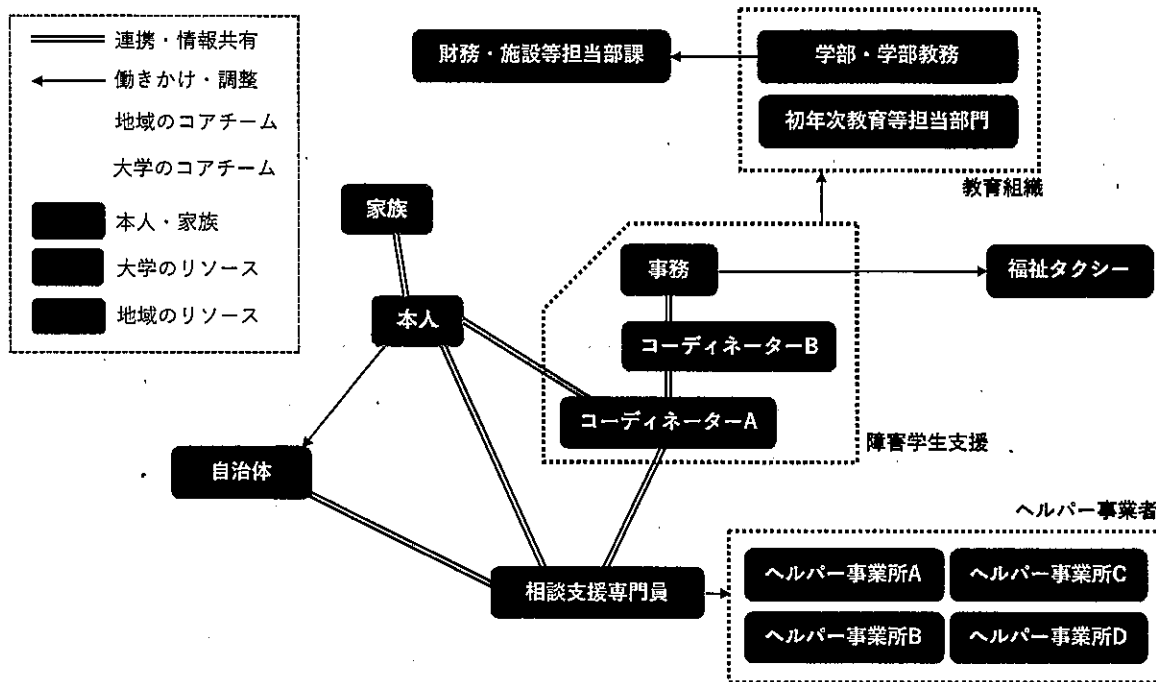 連携・情報共有
働きかけ・調整
地域のコアチーム
大学のコアチーム
本人・家族
大学のリソース
地域のリソース
財務・施設等担当部課
学部・学部教務
初年次教育等担当部門
教育組織
家族
本人
事務
福祉タクシー
コーディネーターB
コーディネーターA
障害学生支援
自治体
相談支援専門員
ヘルパー事業者
ヘルパー事業所A
ヘルパー事業所C
ヘルパー事業所B
ヘルパー事業所D